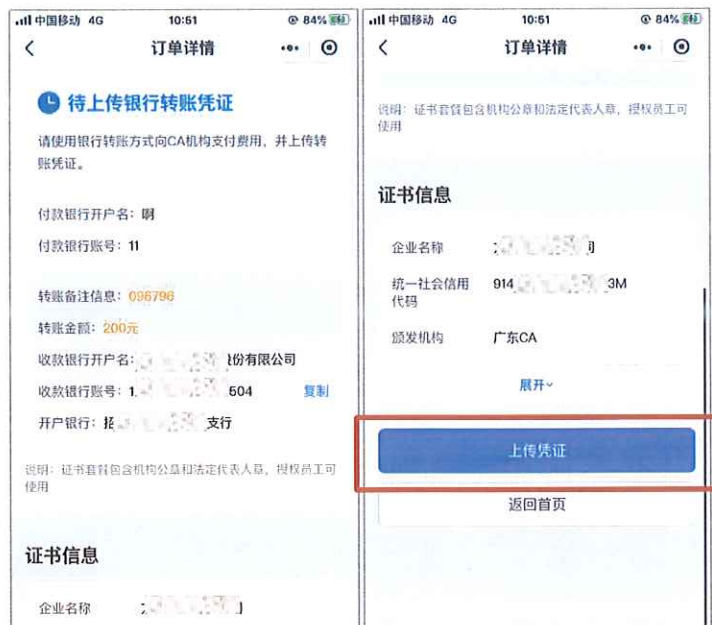 中国移动 4G 10:51 84%
订单详情
待上传银行转账凭证
请使用银行转账方式向CA机构支付费用，并上传转
账凭证。
付款银行开户名：啊
付款银行账号：11
转账备注信息：096796
转账金额：200元
收款银行开户名： 份有限公司
收款银行账号：1 504 复制
开户银行：招 支行
说明：证书套餐包含机构公章和法定代表人章，授权员工可
使用
证书信息
企业名称
中国移动 4G 10:51 84%
订单详情
说明：证书套餐包含机构公章和法定代表人章，授权员工可
使用
证书信息
企业名称
统一社会信用 914 3M
代码
颁发机构 广东CA
展开
上传凭证
返回首页